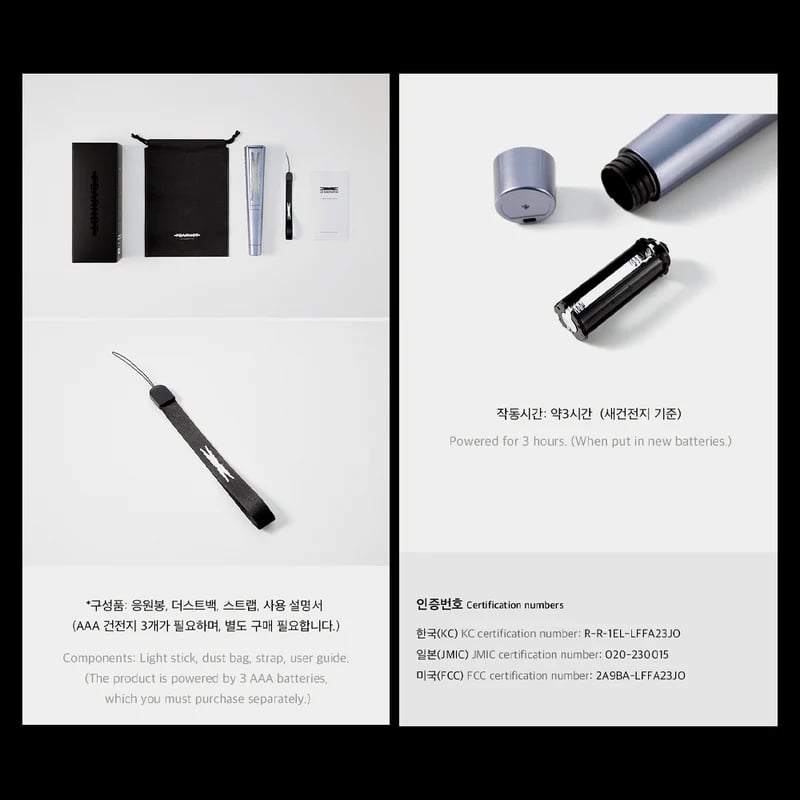 FEARNOT
FEARNOT
*구성품: 응원봉, 더스트백, 스트랩, 사용 설명서
(AAA 건전지 3개가 필요하며, 별도 구매 필요합니다.)
Components: Light stick, dust bag, strap, user guide.
(The product is powered by 3 AAA batteries,
which you must purchase separately.)
작동시간: 약3시간 (새건전지 기준)
Powered for 3 hours. (When put in new batteries.)
인증번호 Certification numbers
한국(KC) KC certification number: R-R-1EL-LFFA23JO
일본(JMIC) JMIC certification number: 020-230015
미국(FCC) FCC certification number: 2A9BA-LFFA23JO